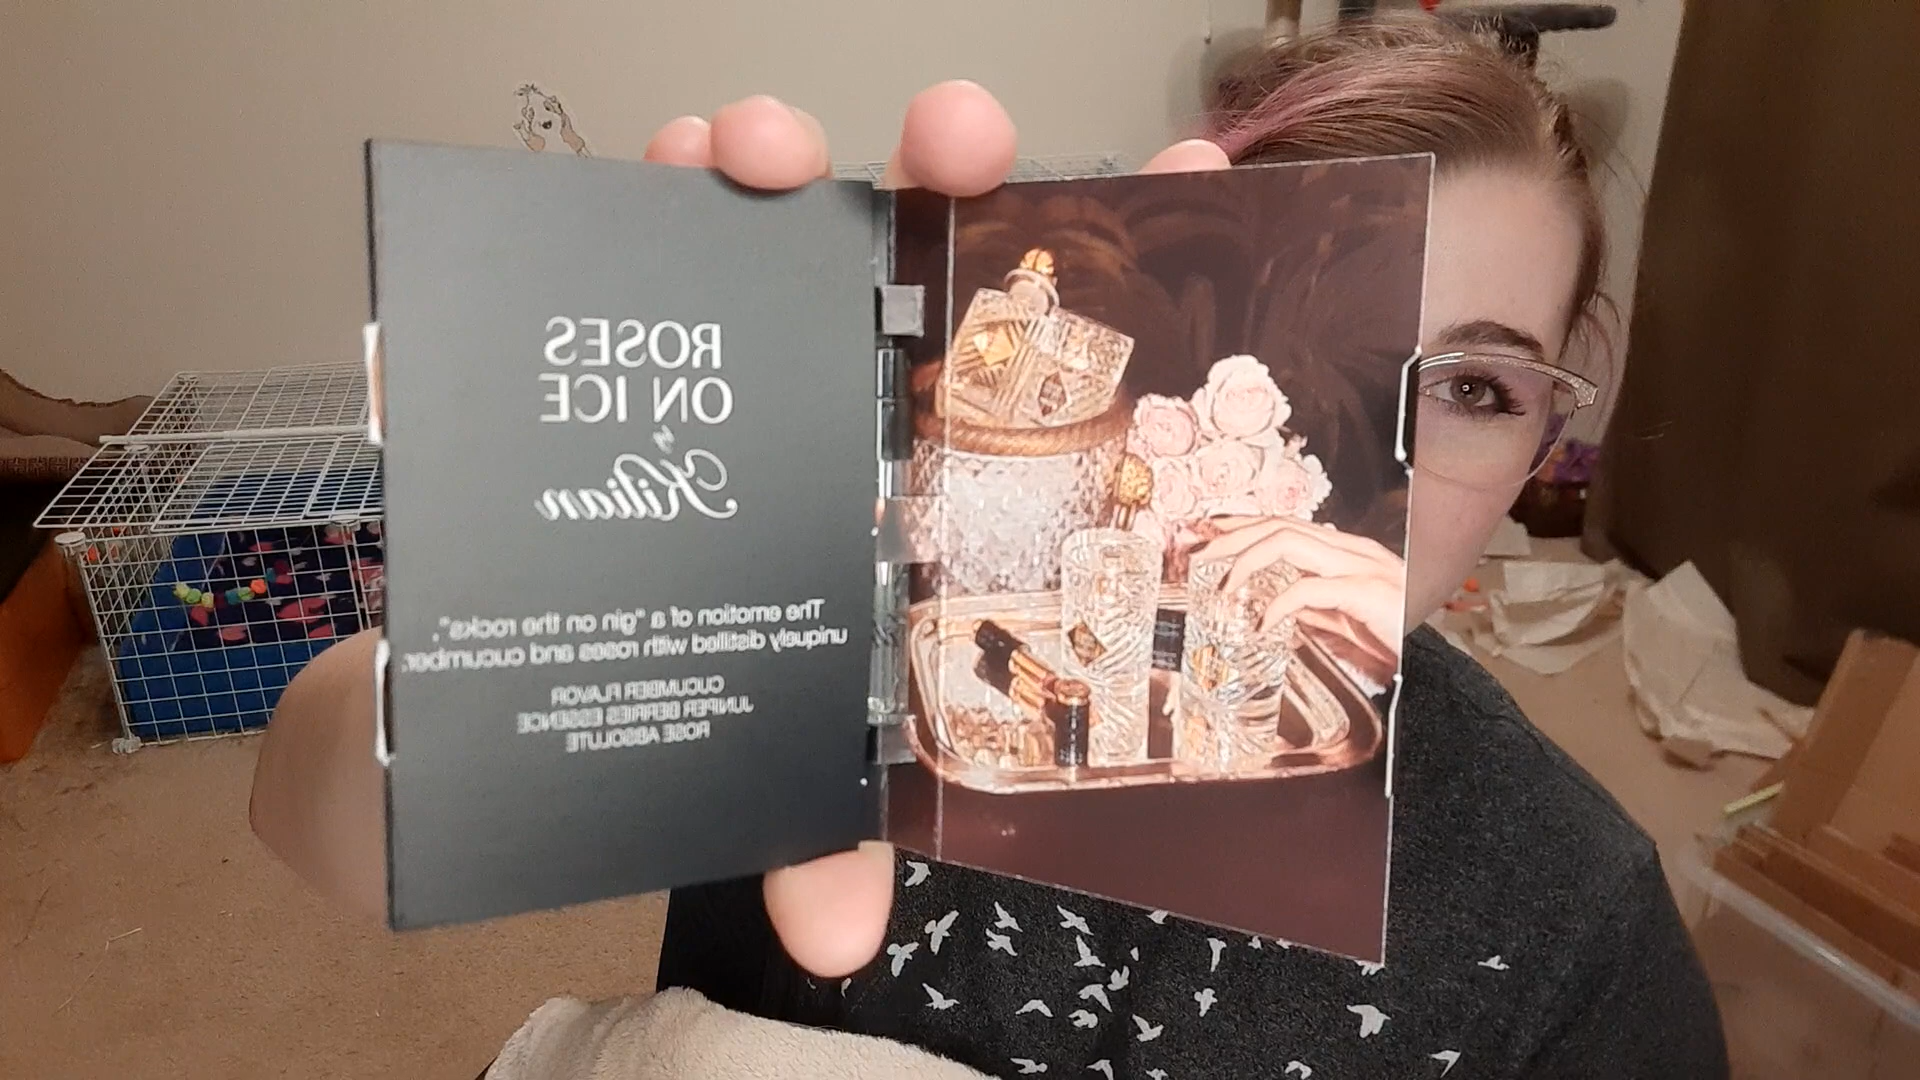 ROSES
ON ICE
by
Kilian
The emotion of a "gin on the rocks",
uniquely distilled with roses and cucumber.
CUCUMBER FLAVOR
JUNIPER BERRIES ESSENCE
ROSE ABSOLUTE